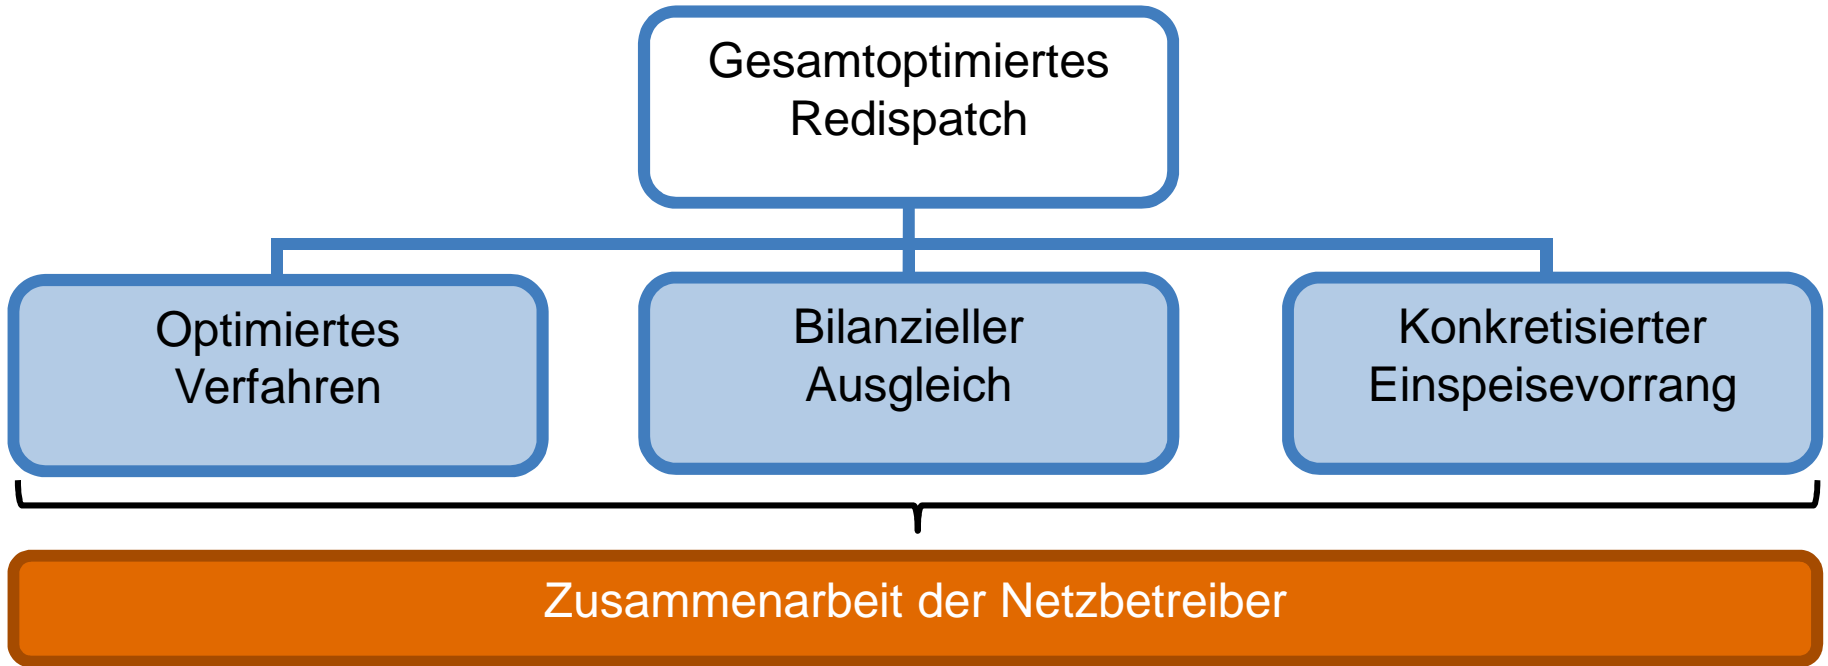 Gesamtoptimiertes
Redispatch
Optimiertes
Verfahren
Bilanzieller
Ausgleich
Konkretisierter
Einspeisevorrang
Zusammenarbeit der Netzbetreiber